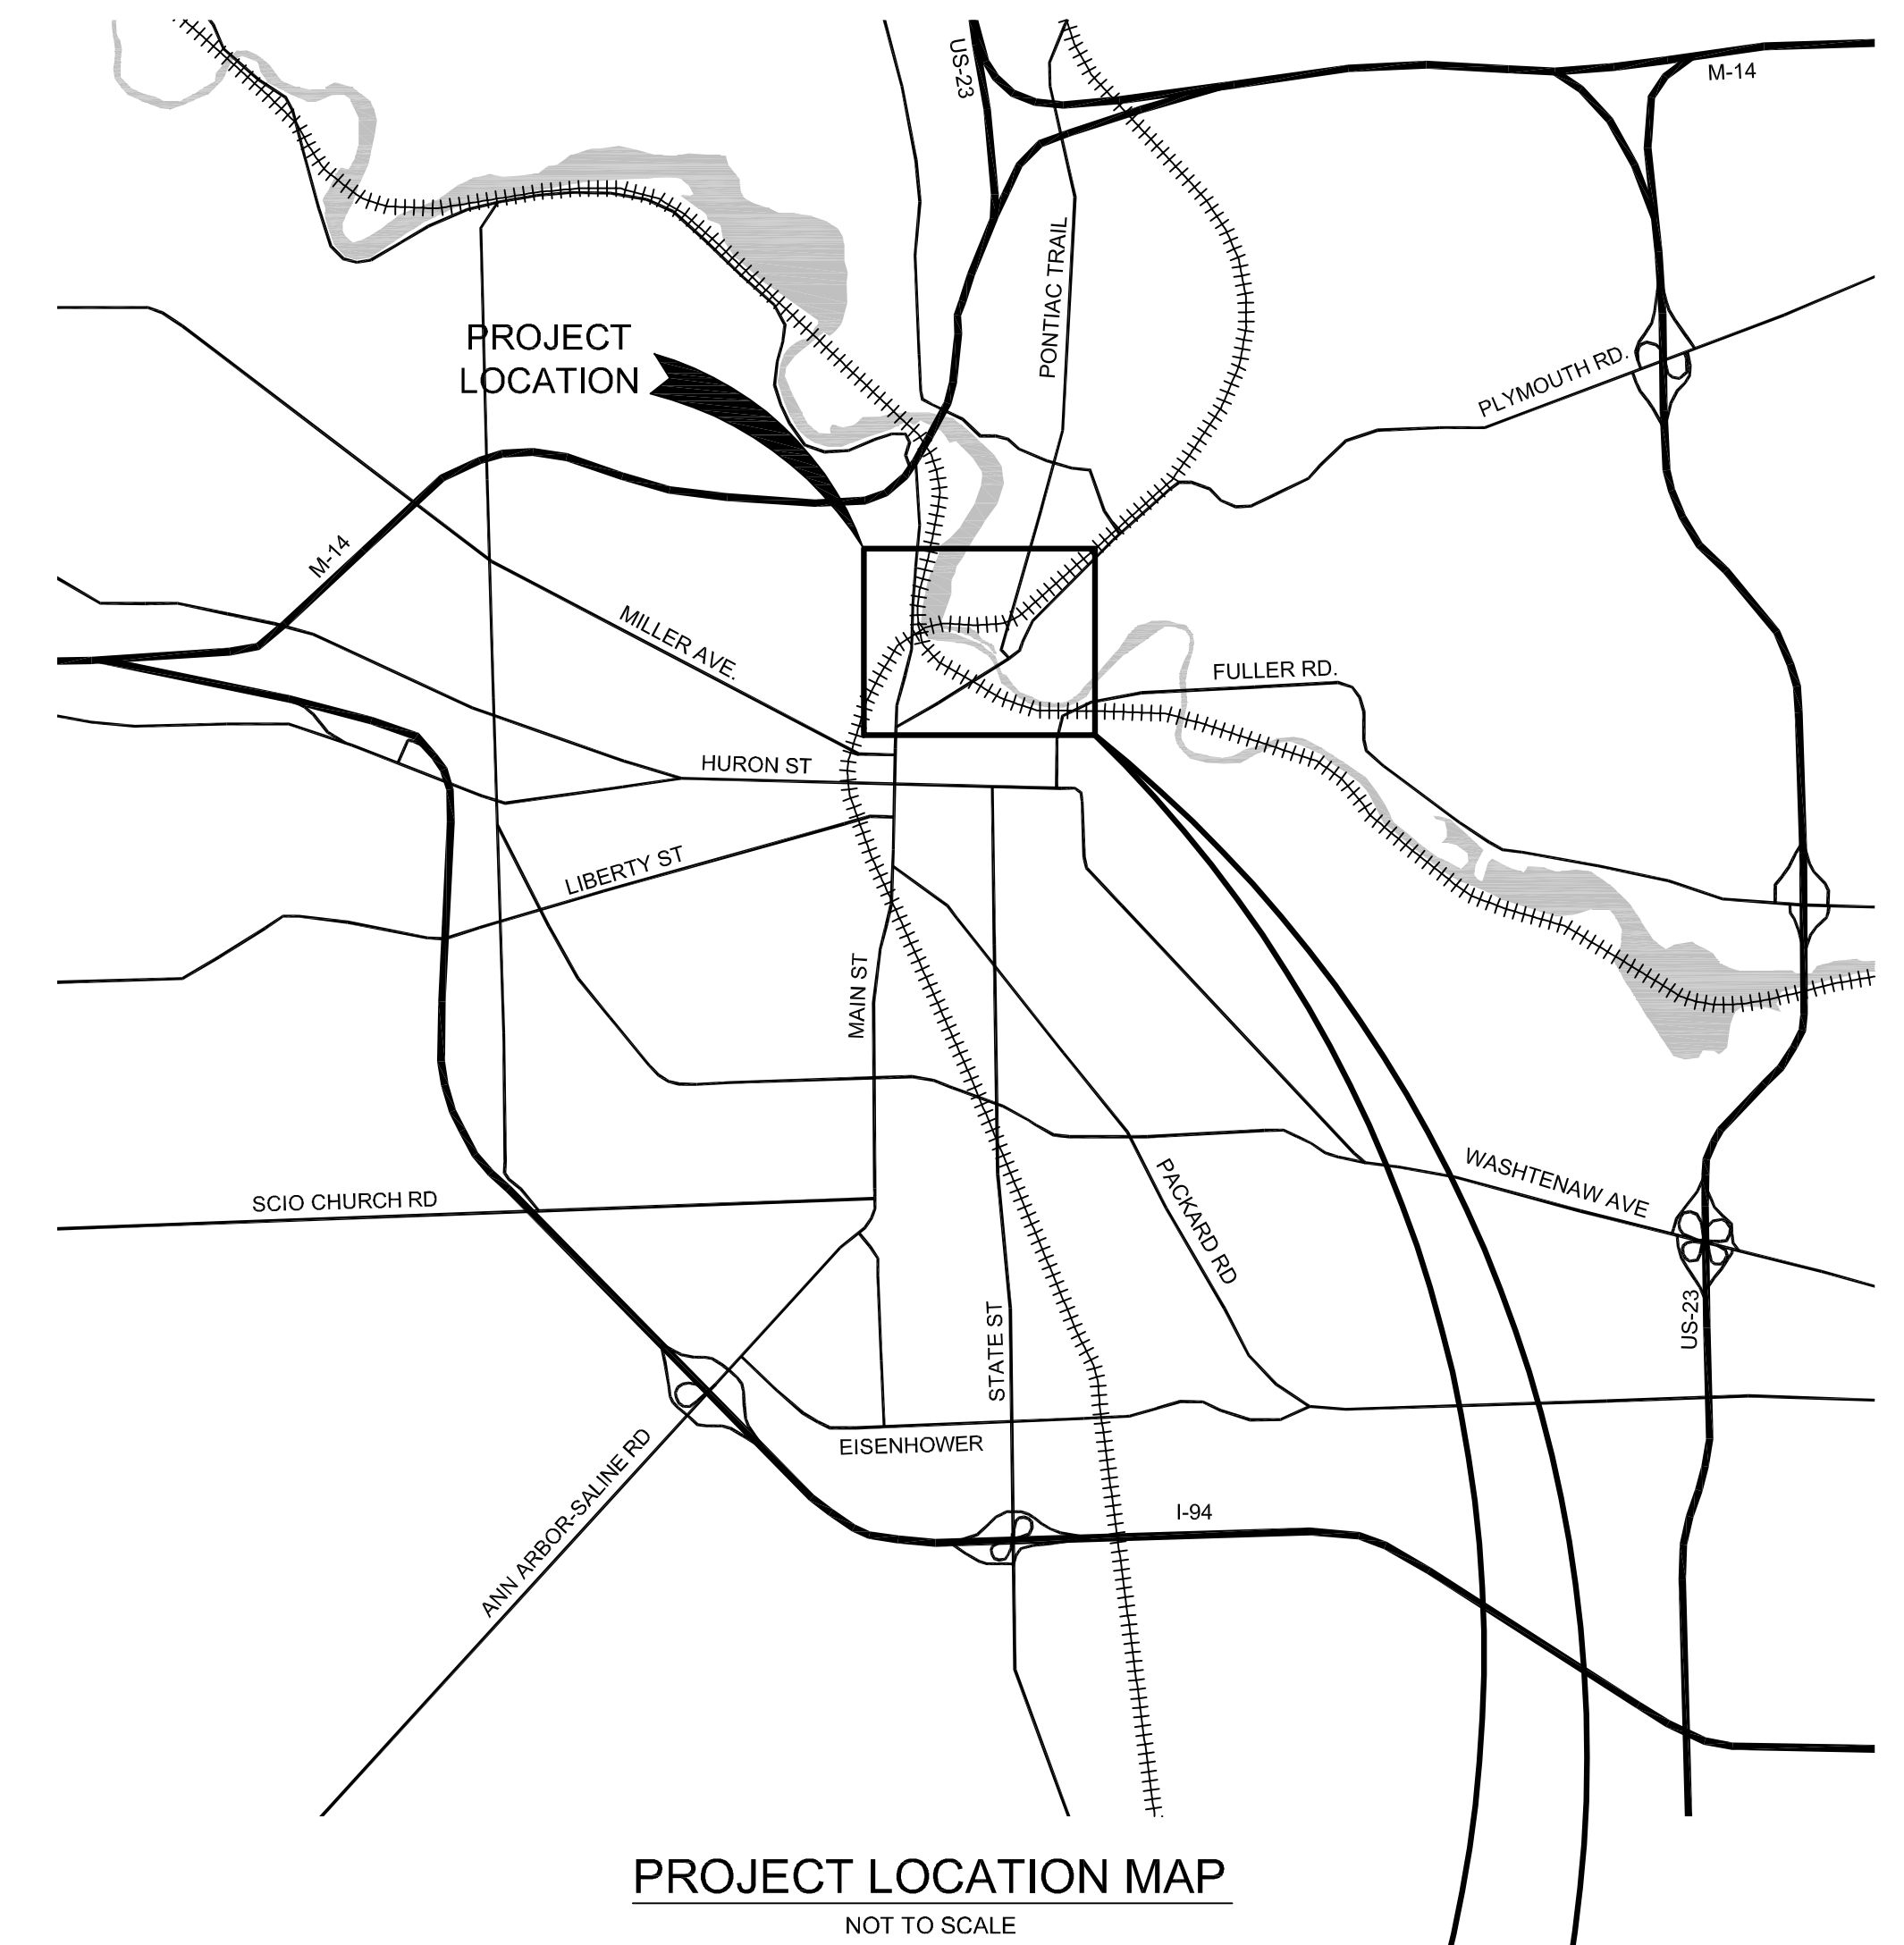 US-23
M-14
PONTIAC TRAIL
PROJECT
LOCATION
PLYMOUTH RD.
M-14
MILLER AVE.
FULLER RD.
HURON ST
LIBERTY ST
MAIN ST
WASHTENAW AVE
PACKARD RD
SCIO CHURCH RD
US-23
STATE ST
EISENHOWER
ANN ARBOR-SALINE RD
I-94
PROJECT LOCATION MAP
NOT TO SCALE